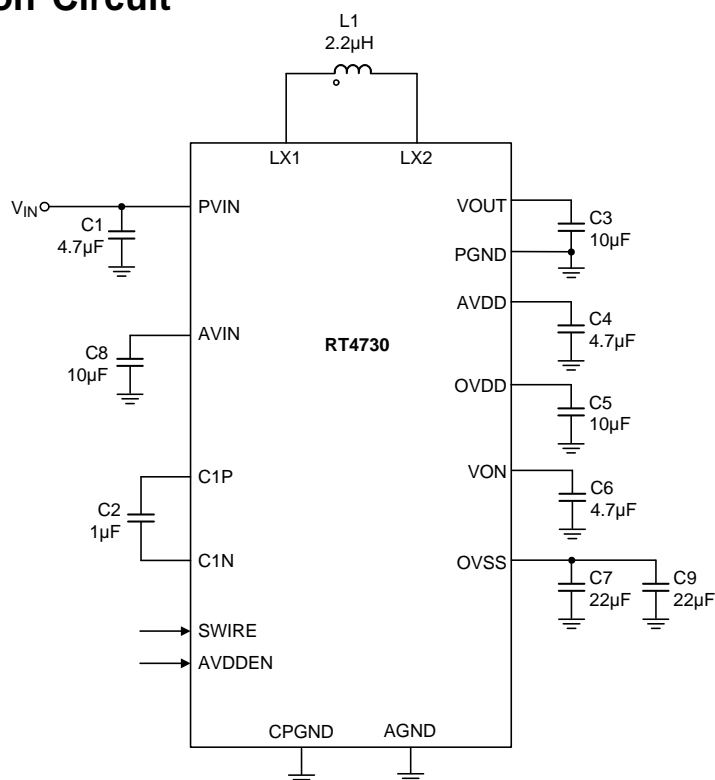 on Circuit
L1
2.2µH
LX1 LX2
VIN
PVIN
C1
4.7µF
AVIN
C8
10µF
RT4730
C1P
C2
1µF
C1N
SWIRE
AVDDEN
CPGND AGND
VOUT
C3
10µF
PGND
AVDD
C4
4.7µF
OVDD
C5
10µF
VON
C6
4.7µF
OVSS
C7
22µF
C9
22µF